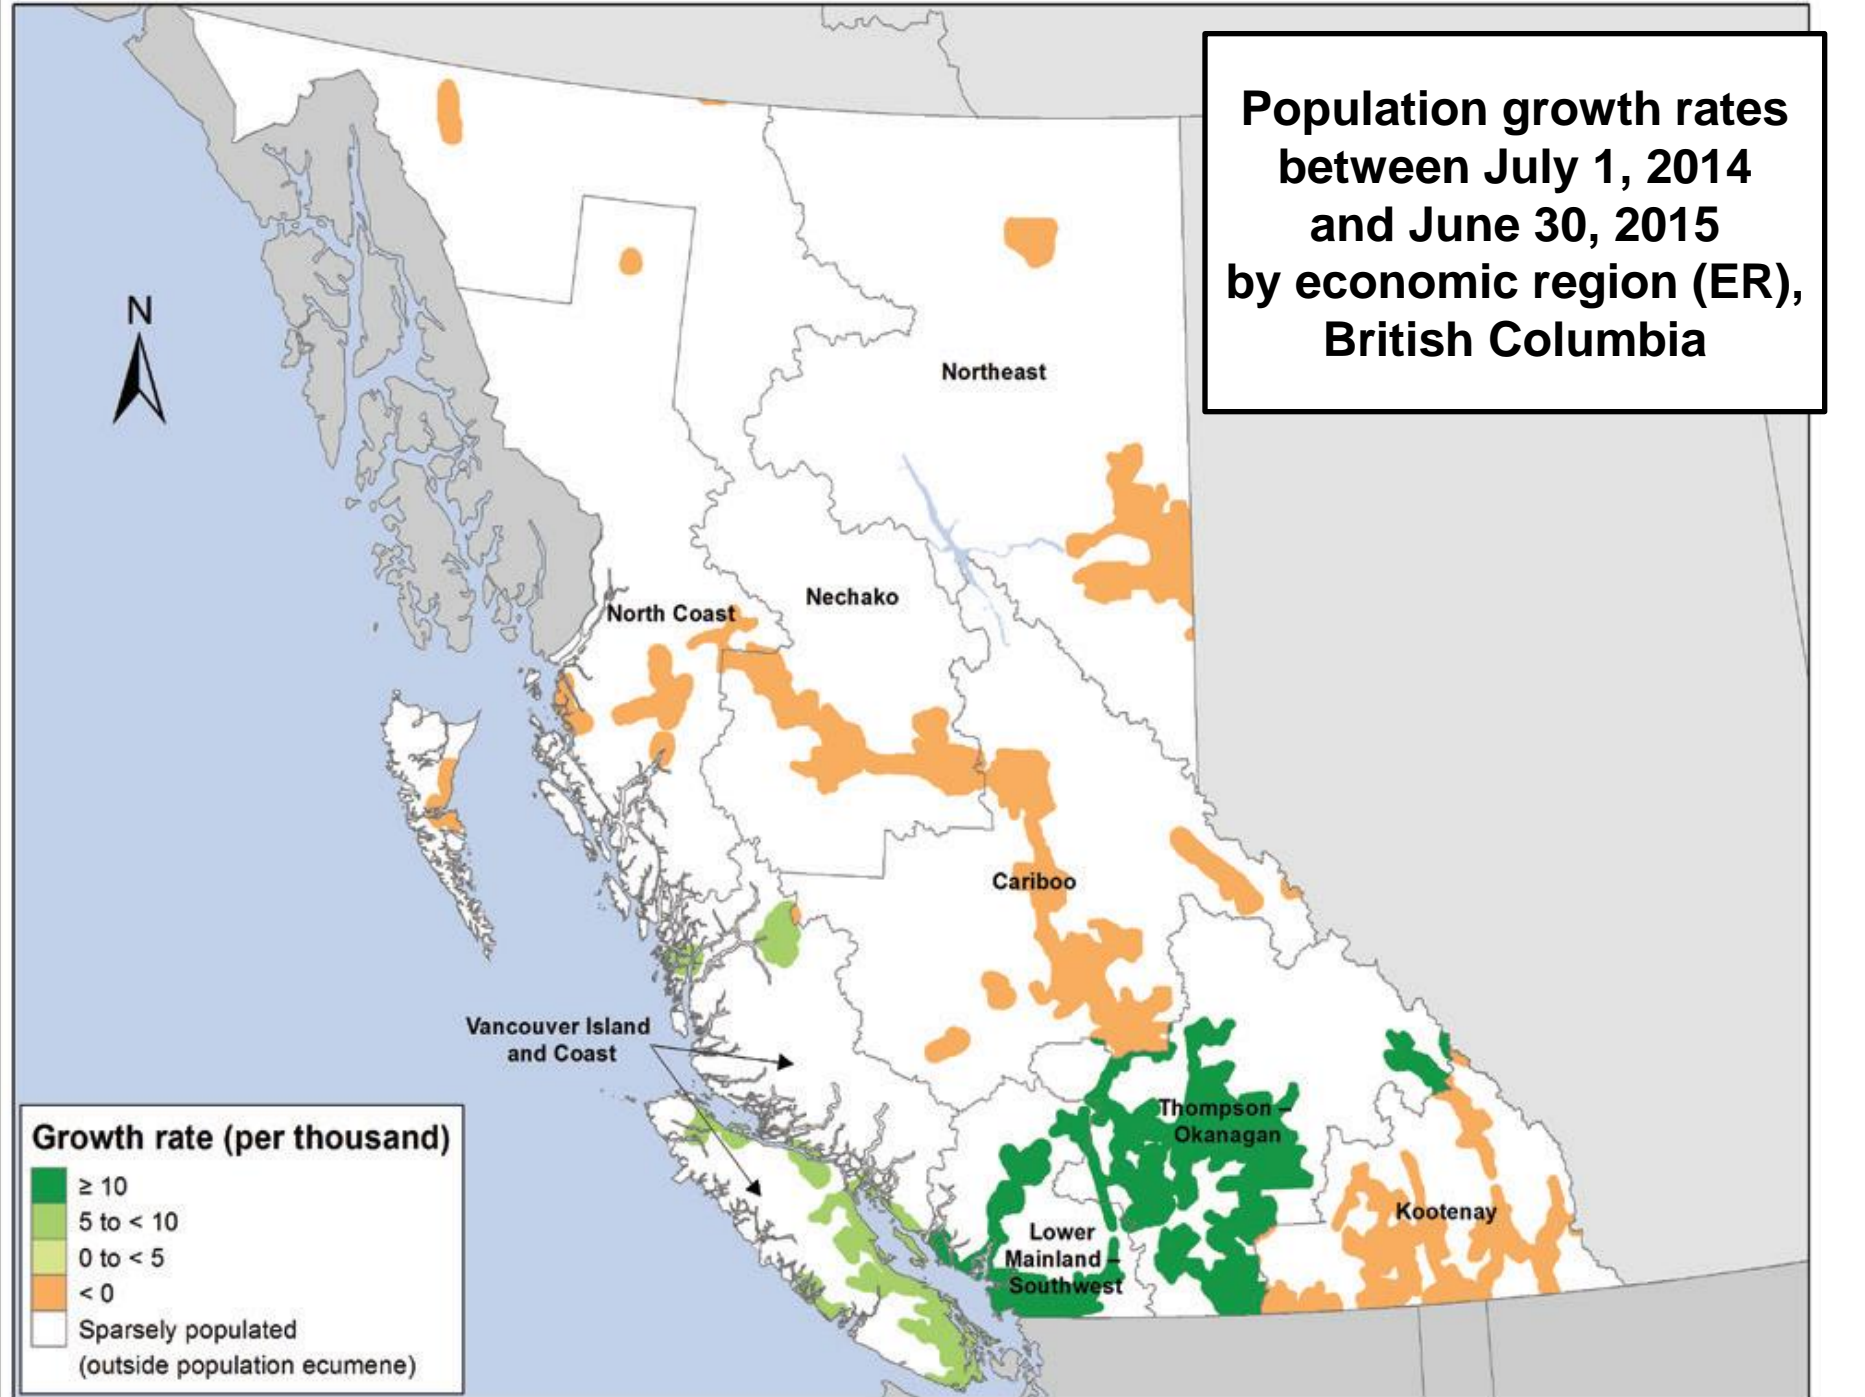 Population growth rates
between July 1, 2014
and June 30, 2015
by economic region (ER),
British Columbia
N
Northeast
Nechako
North Coast
Cariboo
Vancouver Island
and Coast
Thompson –
Okanagan
Kootenay
Lower
Mainland –
Southwest
Growth rate (per thousand)
≥ 10
5 to < 10
0 to < 5
< 0
Sparsely populated
(outside population ecumene)